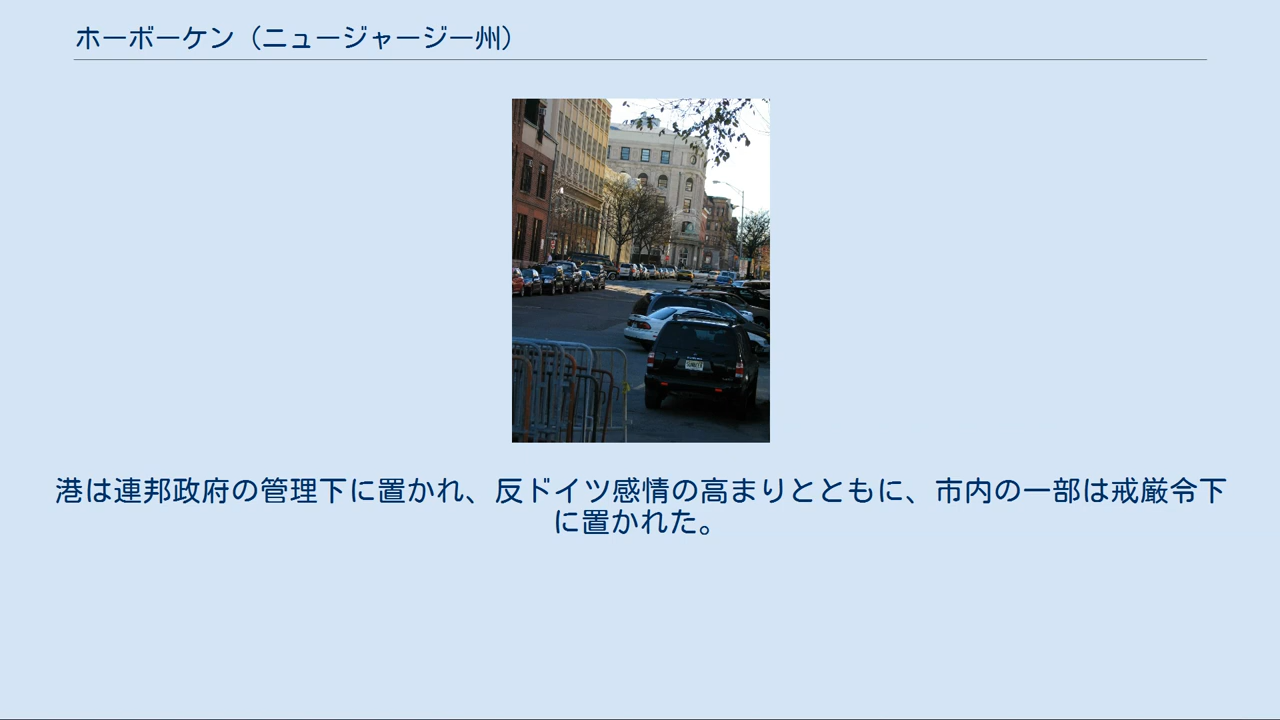 ホーボーケン（ニュージャージー州）
港は連邦政府の管理下に置かれ、反ドイツ感情の高まりとともに、市内の一部は戒厳令下
に置かれた。